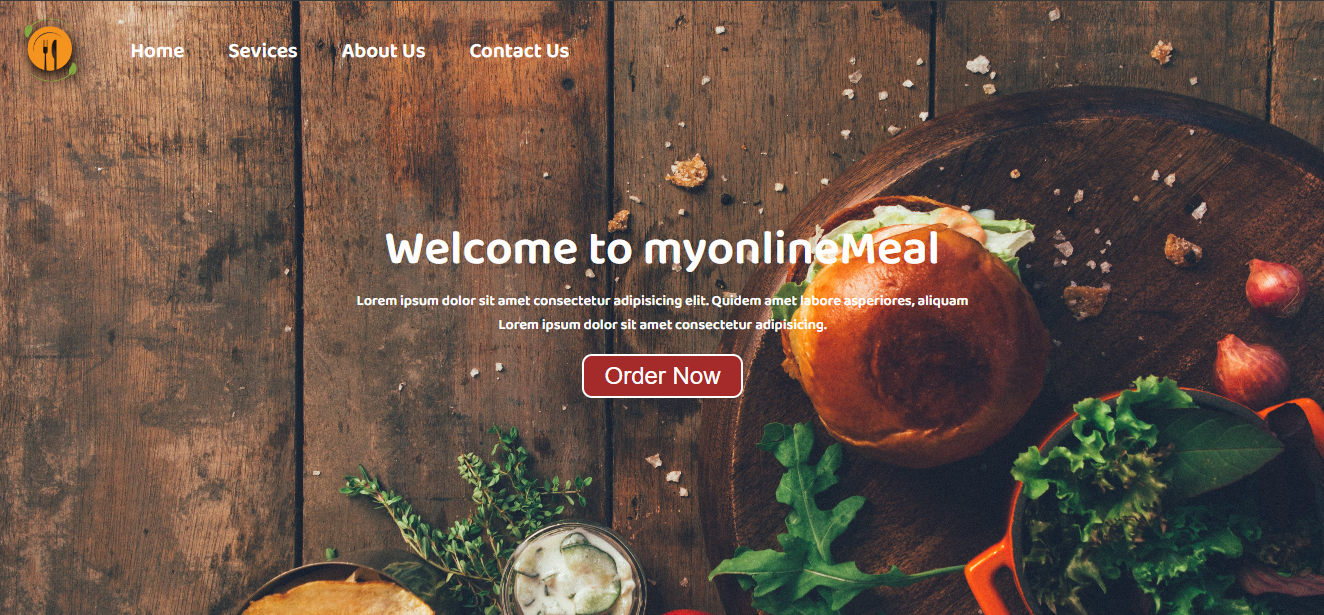 Home Sevices About Us Contact Us
Welcome to myonlineMeal
Lorem ipsum dolor sit amet consectetur adipisicing elit. Quidem amet labore asperiores, aliquam
Lorem ipsum dolor sit amet consectetur adipisicing.
Order Now